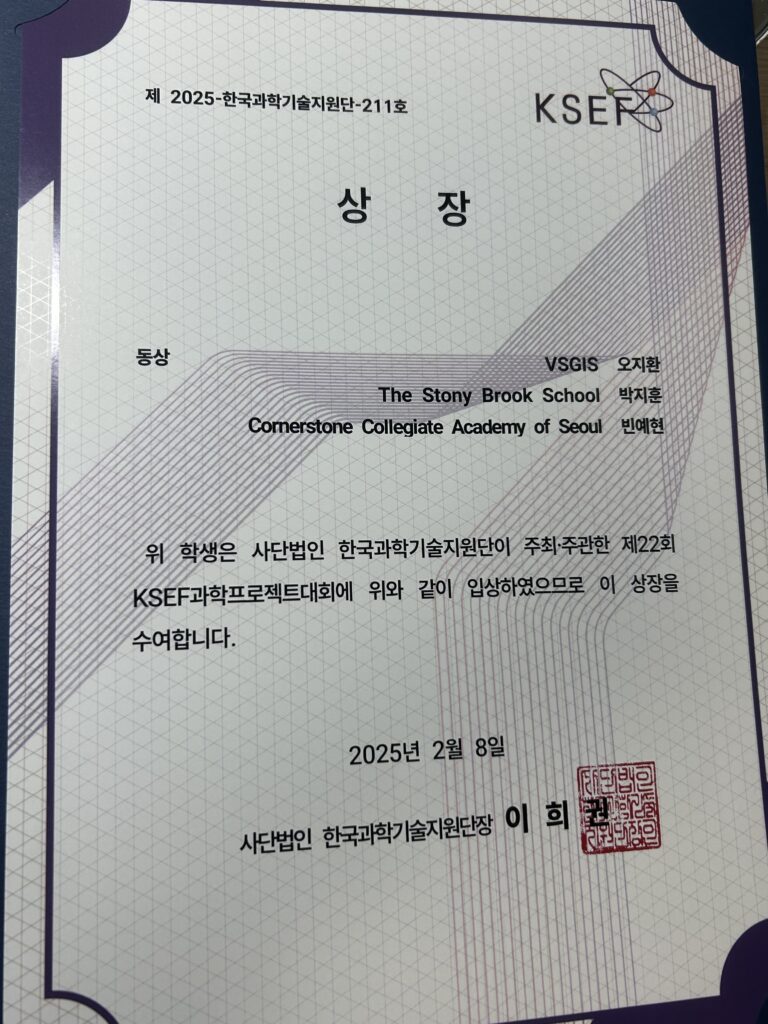 제 2025-한국과학기술지원단-211호
KSEF
상 장
동상
VSGIS 오지환
The Stony Brook School 박지훈
Cornerstone Collegiate Academy of Seoul 빈예현
위 학생은 사단법인 한국과학기술지원단이 주최·주관한 제22회
KSEF과학프로젝트대회에 위와 같이 입상하였으므로 이 상장을
수여합니다.
2025년 2월 8일
사단법인 한국과학기술지원단장 이 희 권